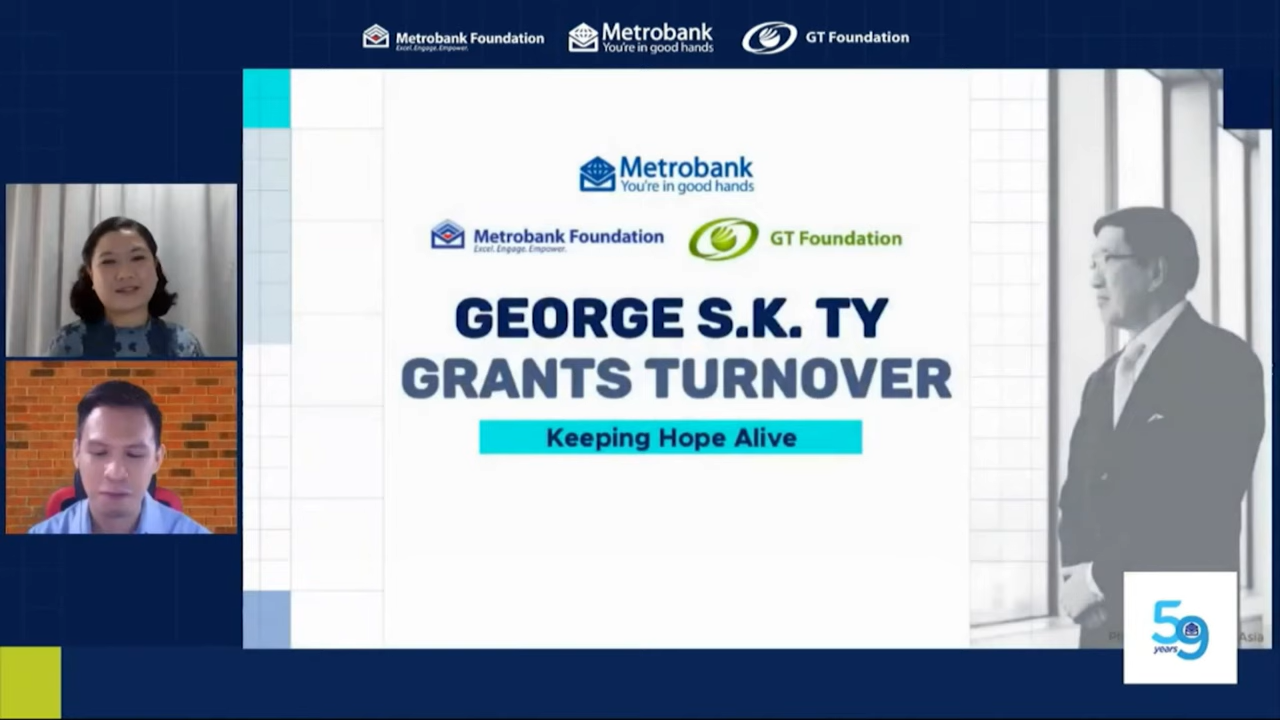 Metrobank Foundation
Excel. Engage. Empower.
Metrobank
You're in good hands
GT Foundation
Metrobank
You're in good hands
Metrobank Foundation
Excel. Engage. Empower.
GT Foundation
GEORGE S.K. TY
GRANTS TURNOVER
Keeping Hope Alive
59
years
Asia